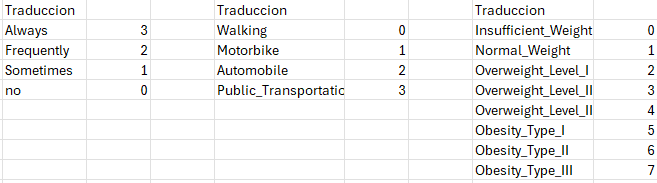 Traduccion Traduccion Traduccion
Always 3 Walking 0 Insufficient_Weight 0
Frequently 2 Motorbike 1 Normal_Weight 1
Sometimes 1 Automobile 2 Overweight_Level_I 2
no 0 Public_Transportatic 3 Overweight_Level_II 3
Overweight_Level_II 4
Obesity_Type_I 5
Obesity_Type_II 6
Obesity_Type_III 7